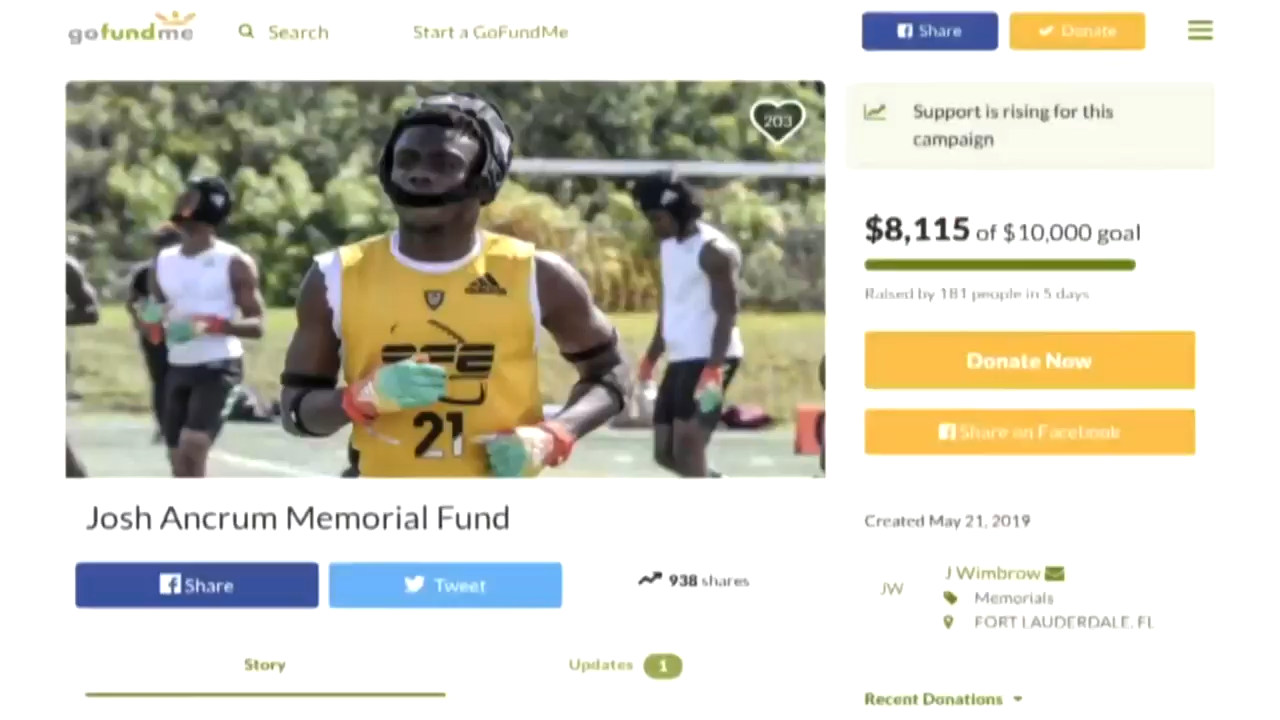 gofundme
Search
Start a GoFundMe
Share
Donate
203
21
Support is rising for this
campaign
$8,115 of $10,000 goal
Raised by 181 people in 5 days
Donate Now
Share on Facebook
Josh Ancrum Memorial Fund
Share
Tweet
938 shares
Created May 21, 2019
JW
J Wimbrow
Memorials
FORT LAUDERDALE, FL
Story
Updates 1
Recent Donations